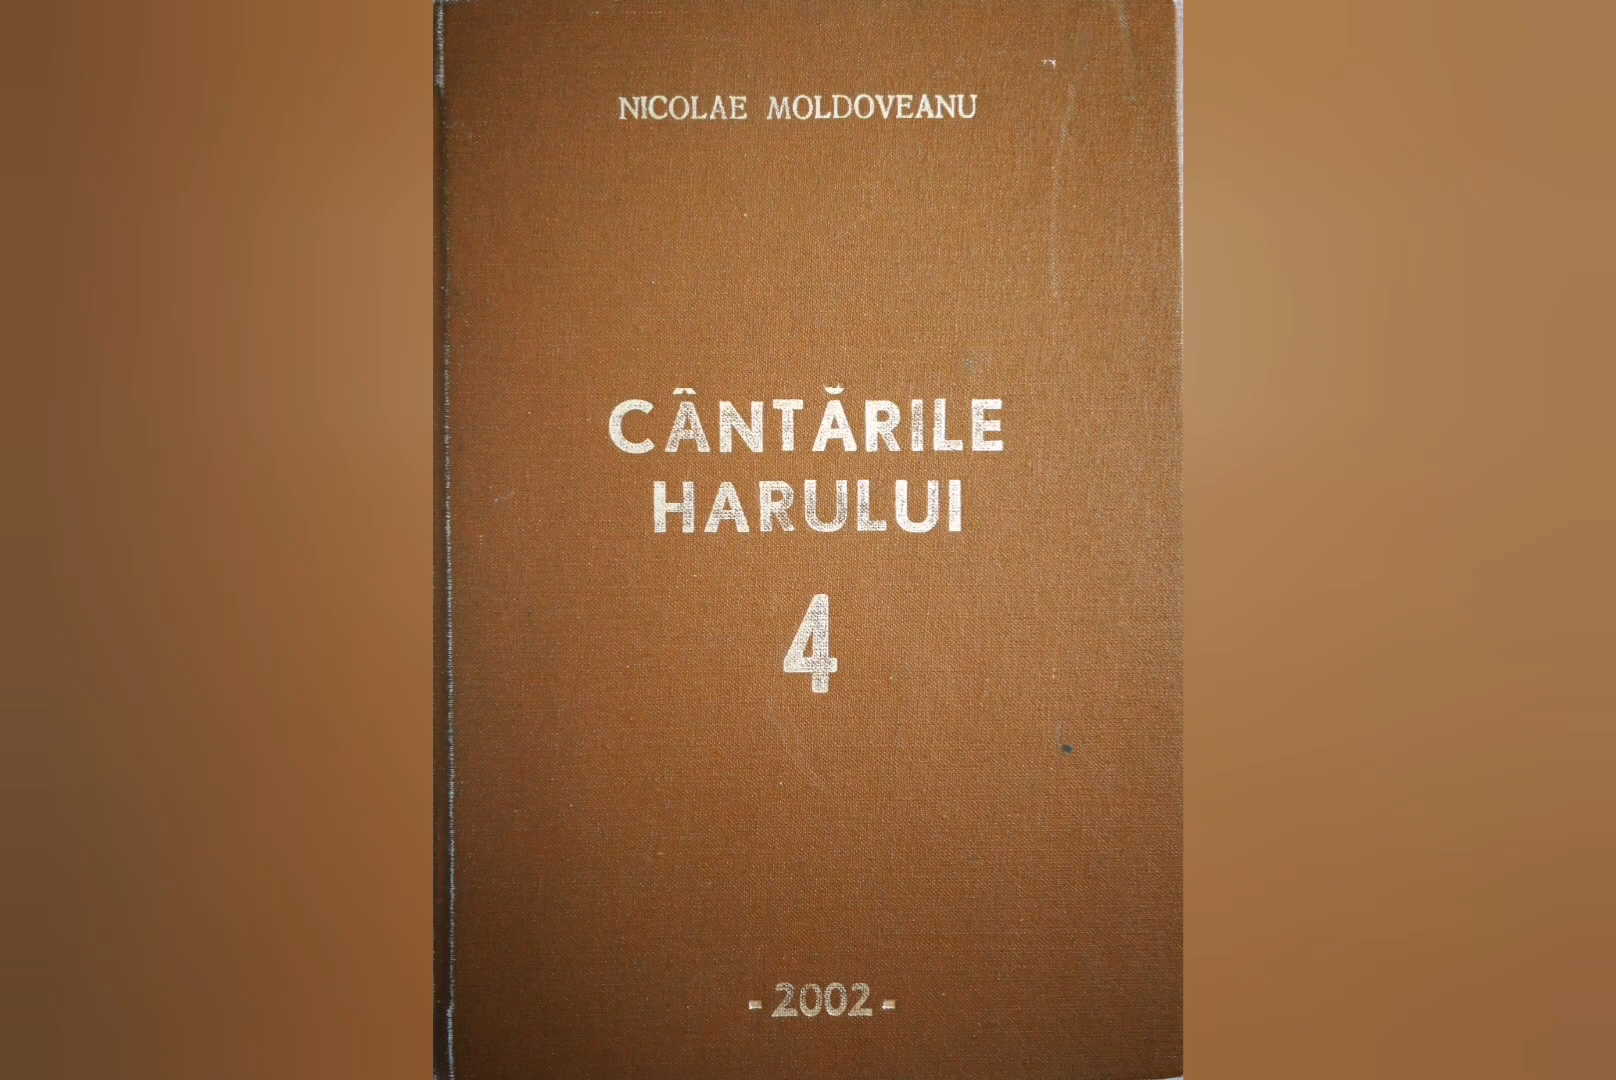 NICOLAE MOLDOVEANU
CÂNTĂRILE
HARULUI
4
- 2002 -